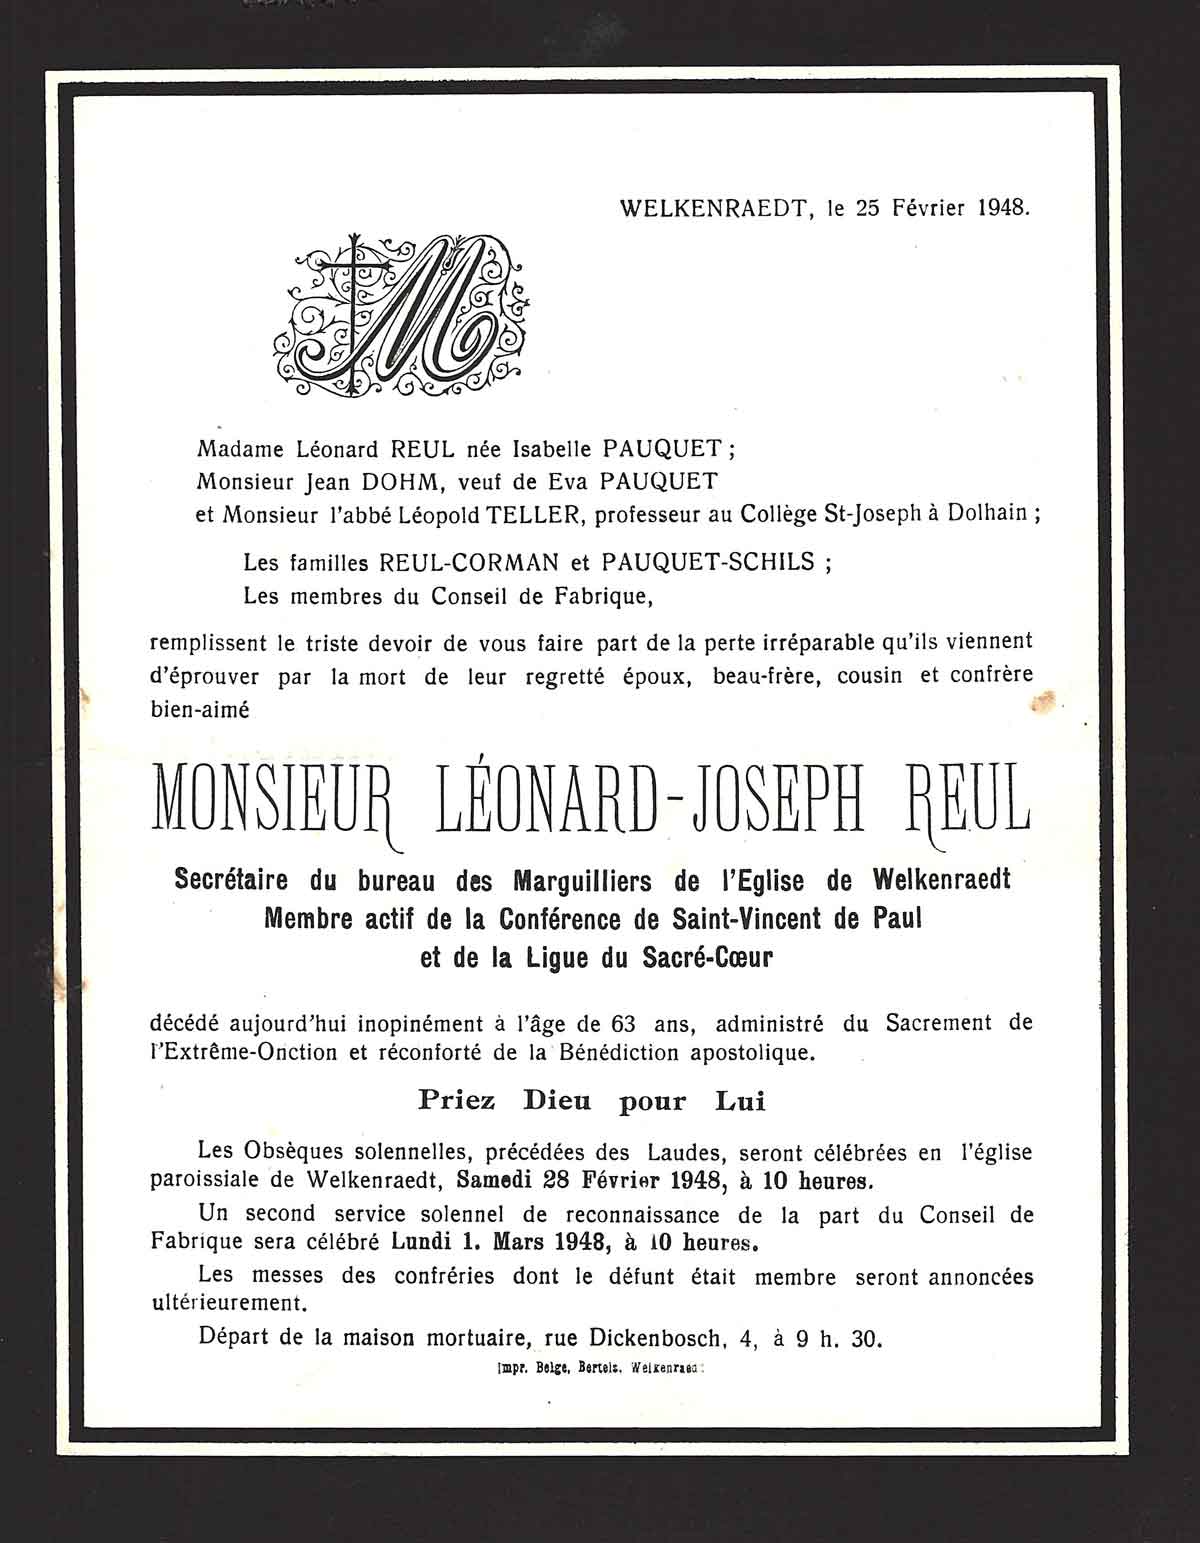 WELKENRAEDT, le 25 Février 1948.
M
Madame Léonard REUL née Isabelle PAUQUET ;
Monsieur Jean DOHM, veuf de Eva PAUQUET
et Monsieur l'abbé Léopold TELLER, professeur au Collège St-Joseph à Dolhain ;
Les familles REUL-CORMAN et PAUQUET-SCHILS ;
Les membres du Conseil de Fabrique,
remplissent le triste devoir de vous faire part de la perte irréparable qu'ils viennent
d'éprouver par la mort de leur regretté époux, beau-frère, cousin et confrère
bien-aimé
MONSIEUR LÉONARD-JOSEPH REUL
Secrétaire du bureau des Marguilliers de l'Eglise de Welkenraedt
Membre actif de la Conférence de Saint-Vincent de Paul
et de la Ligue du Sacré-Cœur
décédé aujourd'hui inopinément à l'âge de 63 ans, administré du Sacrement de
l'Extrême-Onction et réconforté de la Bénédiction apostolique.
Priez Dieu pour Lui
Les Obsèques solennelles, précédées des Laudes, seront célébrées en l'église
paroissiale de Welkenraedt, Samedi 28 Février 1948, à 10 heures.
Un second service solennel de reconnaissance de la part du Conseil de
Fabrique sera célébré Lundi 1. Mars 1948, à 10 heures.
Les messes des confréries dont le défunt était membre seront annoncées
ultérieurement.
Départ de la maison mortuaire, rue Dickenbosch, 4, à 9 h. 30.
Impr. Belge, Bertels, Welkenraedt